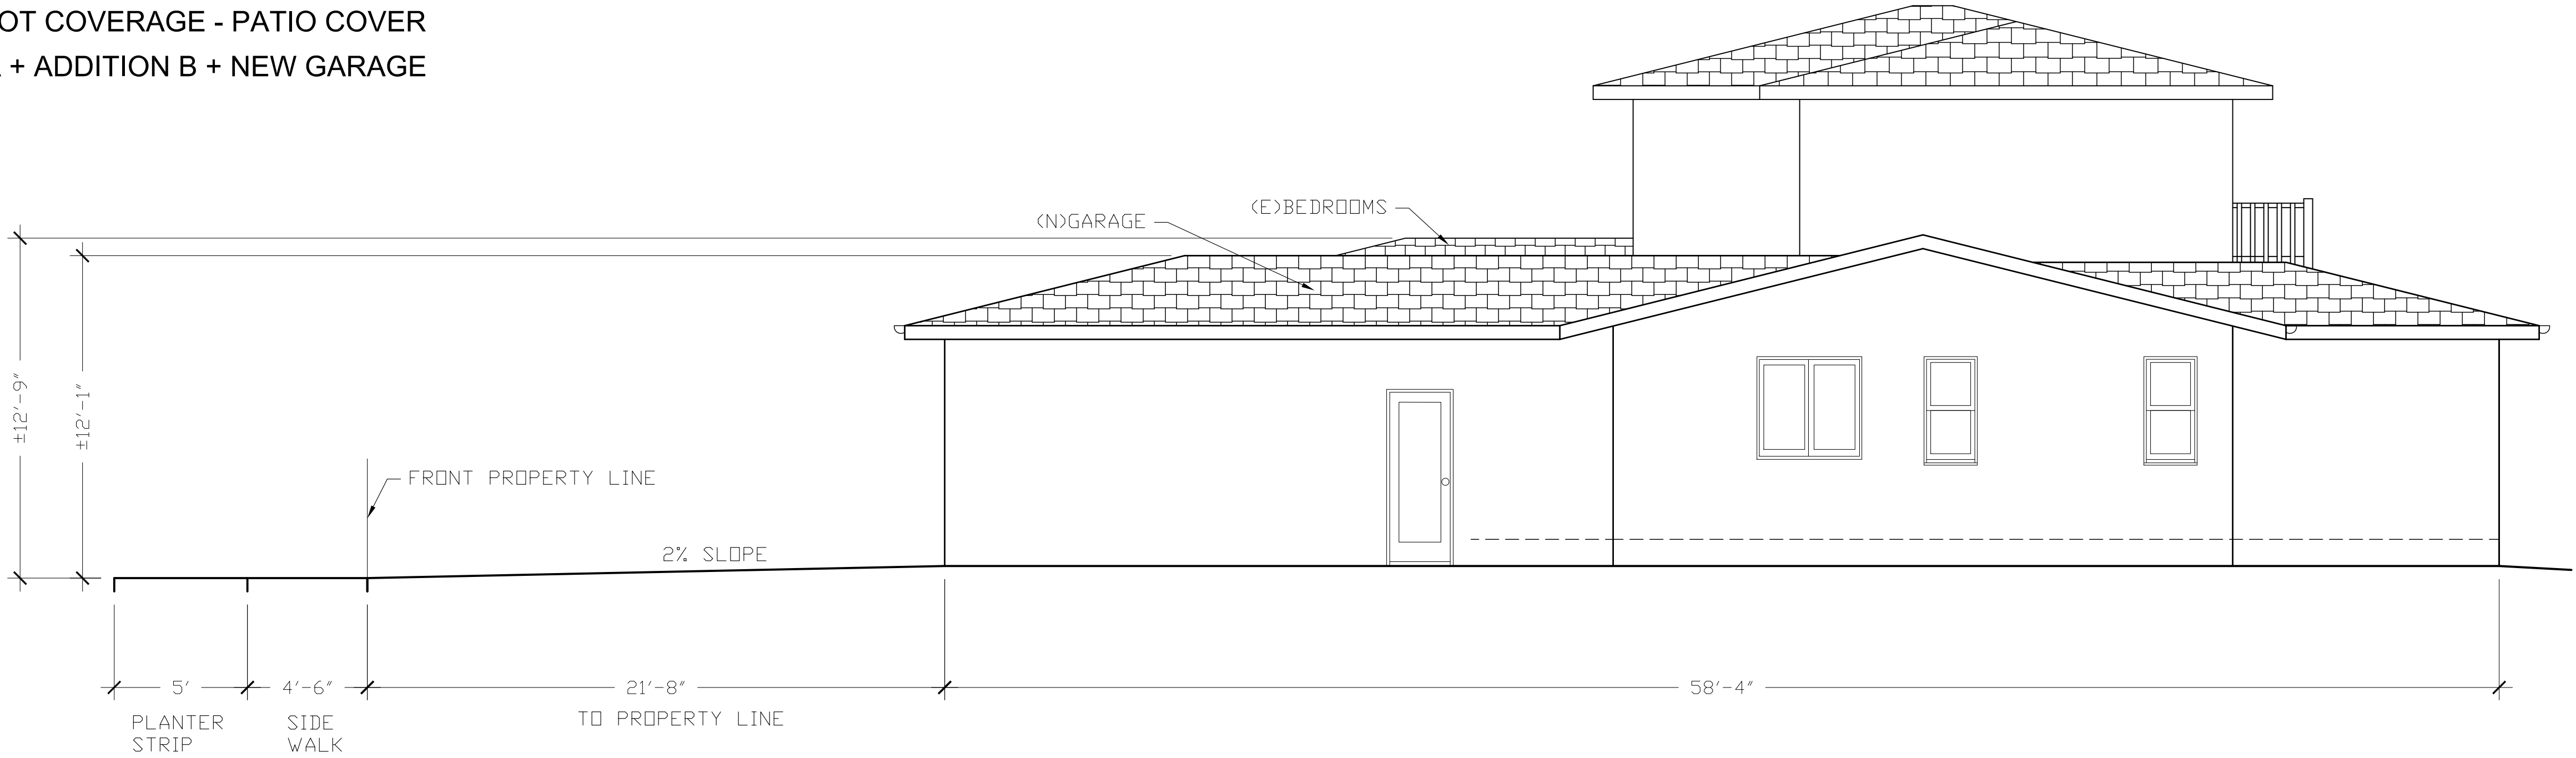 OT COVERAGE - PATIO COVER
+ ADDITION B + NEW GARAGE
(E)BEDROOMS
(N)GARAGE
±12'-9"
±12'-1"
FRONT PROPERTY LINE
2% SLOPE
5'
4'-6"
21'-8"
58'-4"
PLANTER
STRIP
SIDE
WALK
TO PROPERTY LINE